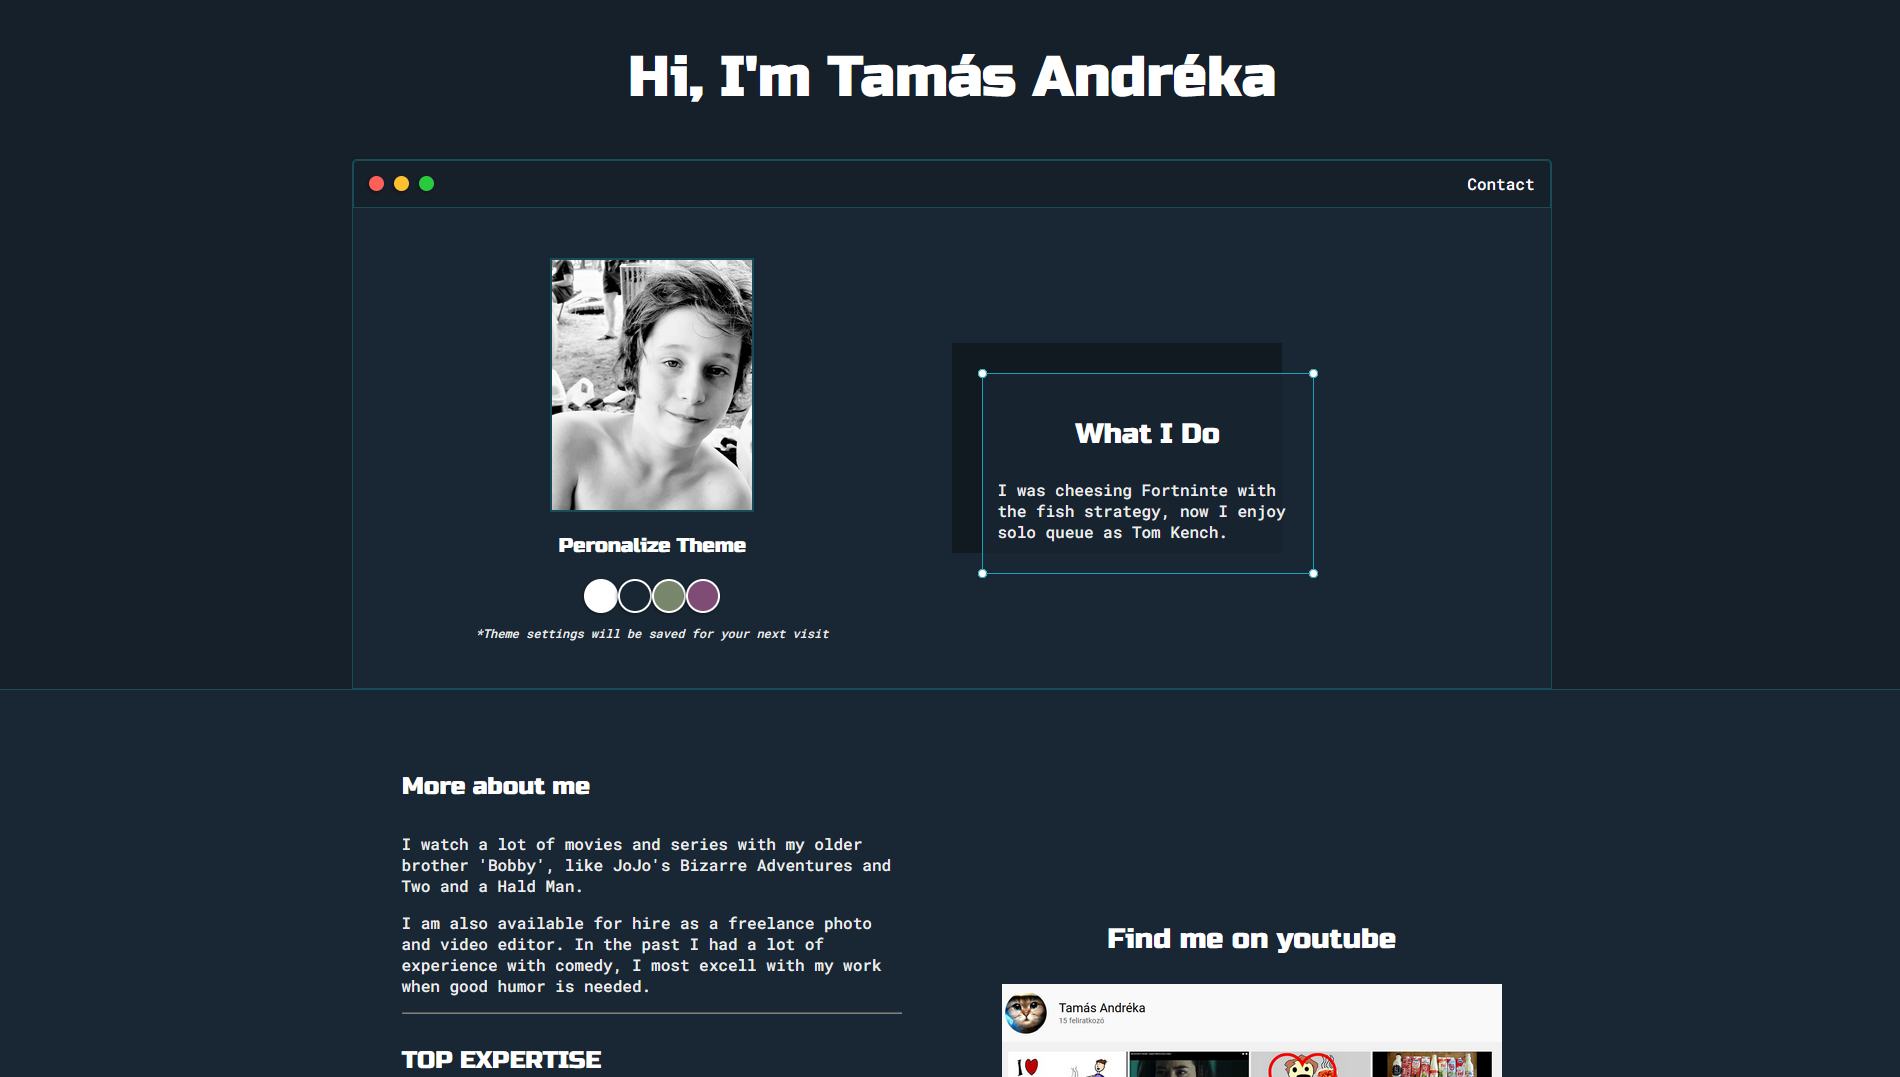 Hi, I'm Tamás Andréka
Contact
Peronalize Theme
*Theme settings will be saved for your next visit
What I Do
I was cheesing Fortninte with
the fish strategy, now I enjoy
solo queue as Tom Kench.
More about me
I watch a lot of movies and series with my older
brother 'Bobby', like JoJo's Bizarre Adventures and
Two and a Hald Man.
I am also available for hire as a freelance photo
and video editor. In the past I had a lot of
experience with comedy, I most excell with my work
when good humor is needed.
TOP EXPERTISE
Find me on youtube
Tamás Andréka
15 feliratkozó
I